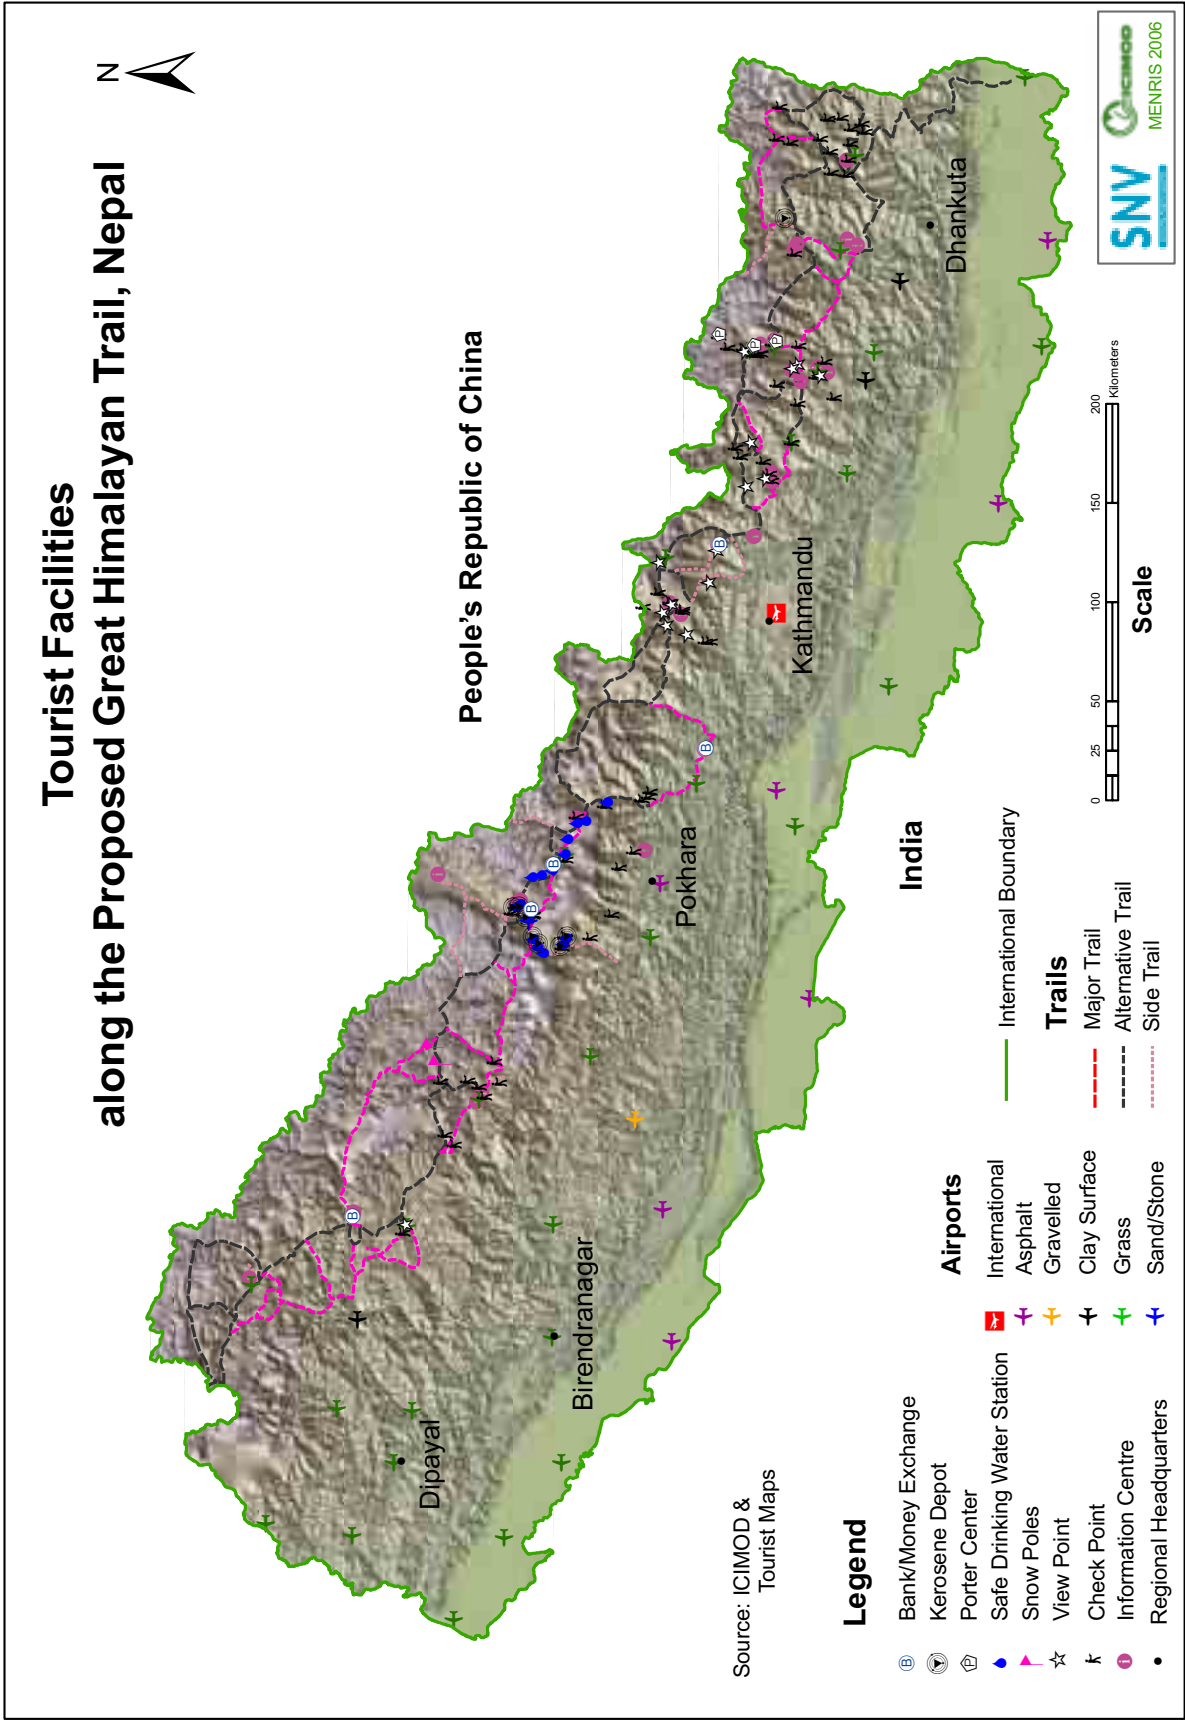 Tourist Facilities
along the Proposed Great Himalayan Trail, Nepal
N
People's Republic of China
Dipayal
Birendranagar
Pokhara
Kathmandu
Dhankuta
India
Source: ICIMOD &
Tourist Maps
Legend
B Bank/Money Exchange
Kerosene Depot
P Porter Center
Safe Drinking Water Station
Snow Poles
View Point
Check Point
i Information Centre
Regional Headquarters
Airports
International
Asphalt
Gravelled
Clay Surface
Grass
Sand/Stone
International Boundary
Trails
Major Trail
Alternative Trail
Side Trail
0 25 50 100 150 200
Kilometers
Scale
SNV
ICIMOD
MENRIS 2006